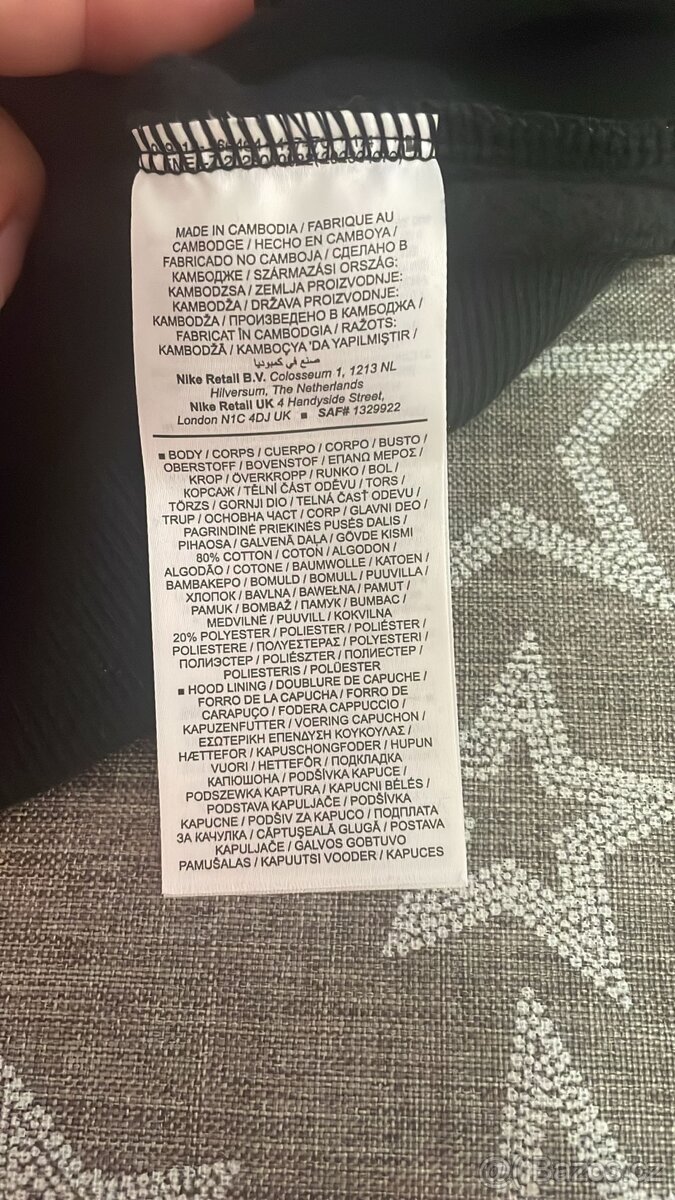 MADE IN CAMBODIA / FABRIQUE AU
CAMBODGE / HECHO EN CAMBOYA /
FABRICADO NO CAMBOJA / СДЕЛАНО В
КАМБОДЖЕ / SZÁRMAZÁSI ORSZÁG:
KAMBODZSA / ZEMLJA PROIZVODNJE:
KAMBODŽA / DRŽAVA PROIZVODNJE:
KAMBODŽA / ПРОИЗВЕДЕНО В КАМБОДЖА /
FABRICAT ÎN CAMBODGIA / RAŽOTS:
KAMBODŽĀ / KAMBOÇYA 'DA YAPILMIŞTIR /
صنع في كمبوديا
Nike Retail B.V. Colosseum 1, 1213 NL
Hilversum, The Netherlands
Nike Retail UK 4 Handyside Street,
London N1C 4DJ UK ■ SAF# 1329922
■ BODY / CORPS / CUERPO / CORPO / BUSTO /
OBERSTOFF / BOVENSTOF / ΕΠΑΝΩ ΜΕΡΟΣ /
KROP / ÖVERKROPP / RUNKO / BOL /
КОРСАЖ / TĚLNÍ ČÁST ODĚVU / TORS /
TÖRZS / GORNJI DIO / TELNÁ ČASŤ ODEVU /
TRUP / ОСНОВНА ЧАСТ / CORP / GLAVNI DEO /
PAGRINDINĖ PRIEKINĖS PUSĖS DALIS /
PIHAOSA / GALVENĀ DAĻA / GÖVDE KISMI
80% COTTON / COTON / ALGODON /
ALGODÃO / COTONE / BAUMWOLLE / KATOEN /
ΒΑΜΒΑΚΕΡΟ / BOMULD / BOMULL / PUUVILLA /
ХЛОПОК / BAVLNA / BAWEŁNA / PAMUT /
PAMUK / BOMBAŽ / ПАМУК / BUMBAC /
MEDVILNĖ / PUUVILL / KOKVILNA
20% POLYESTER / POLIESTER / POLIÉSTER /
POLIESTERE / ΠΟΛΥΕΣΤΕΡΑΣ / POLYESTERI /
ПОЛИЭСТЕР / POLIÉSZTER / ПОЛИЕСТЕР /
POLIESTERIS / POLÜESTER
■ HOOD LINING / DOUBLURE DE CAPUCHE /
FORRO DE LA CAPUCHA / FORRO DE
CARAPUÇO / FODERA CAPPUCCIO /
KAPUZENFUTTER / VOERING CAPUCHON /
ΕΣΩΤΕΡΙΚΗ ΕΠΕΝΔΥΣΗ ΚΟΥΚΟΥΛΑΣ /
HÆTTEFOR / KAPUSCHONGFODER / HUPUN
VUORI / HETTEFÔR / ПОДКЛАДКА
КАПЮШОНА / PODŠÍVKA KAPUCE /
PODSZEWKA KAPTURA / KAPUCNI BÉLÉS /
PODSTAVA KAPULJAČE / PODŠÍVKA
KAPUCNE / PODŠIV ZA KAPUCO / ПОДПЛАТА
ЗА КАЧУЛКА / CĂPTUŞEALĂ GLUGĂ / POSTAVA
KAPULJAČE / GALVOS GOBTUVO
PAMUŠALAS / KAPUUTSI VOODER / KAPUCES
Bazos.cz